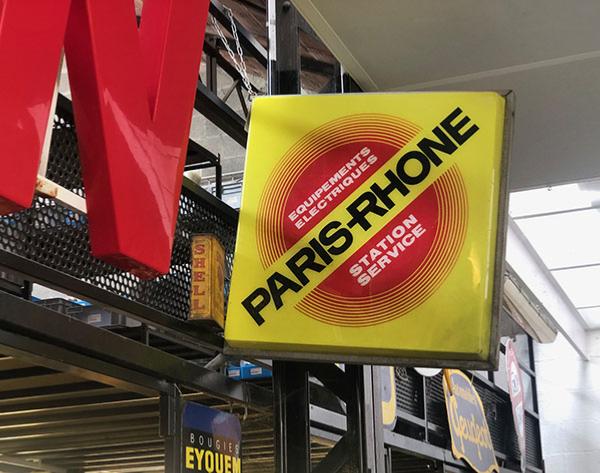 N
EQUIPEMENTS
ELECTRIQUES
PARIS-RHONE
STATION
SERVICE
SHELL
BOUGIES
EYQUEM